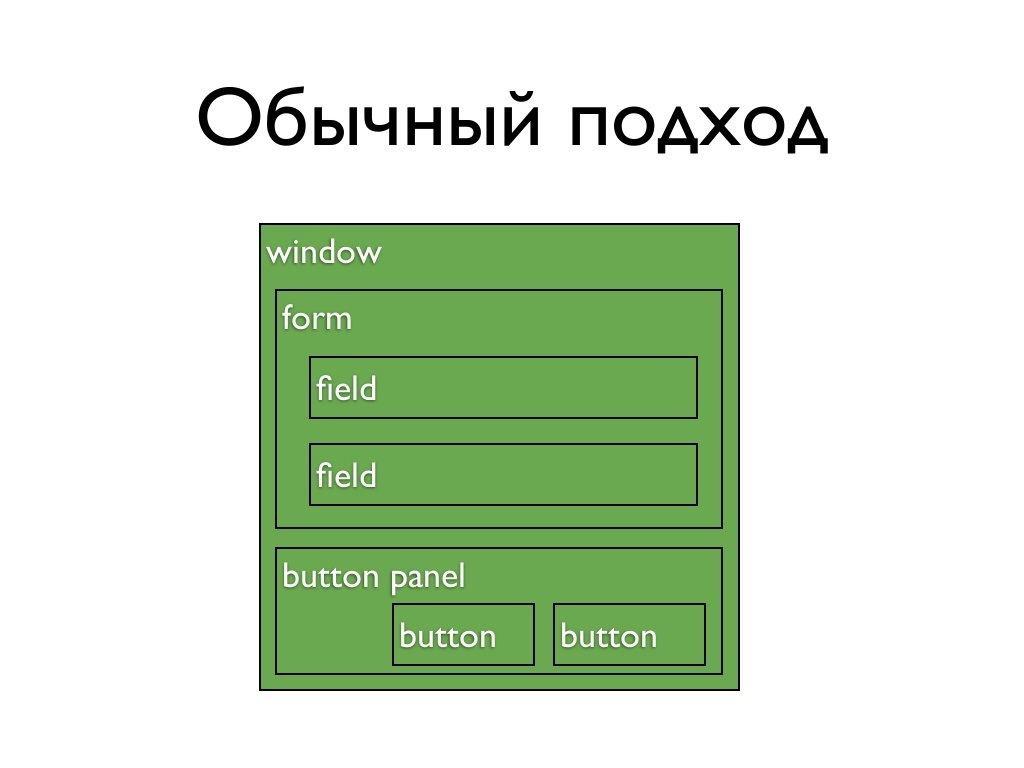 Обычный подход
window
form
field
field
button panel
button button